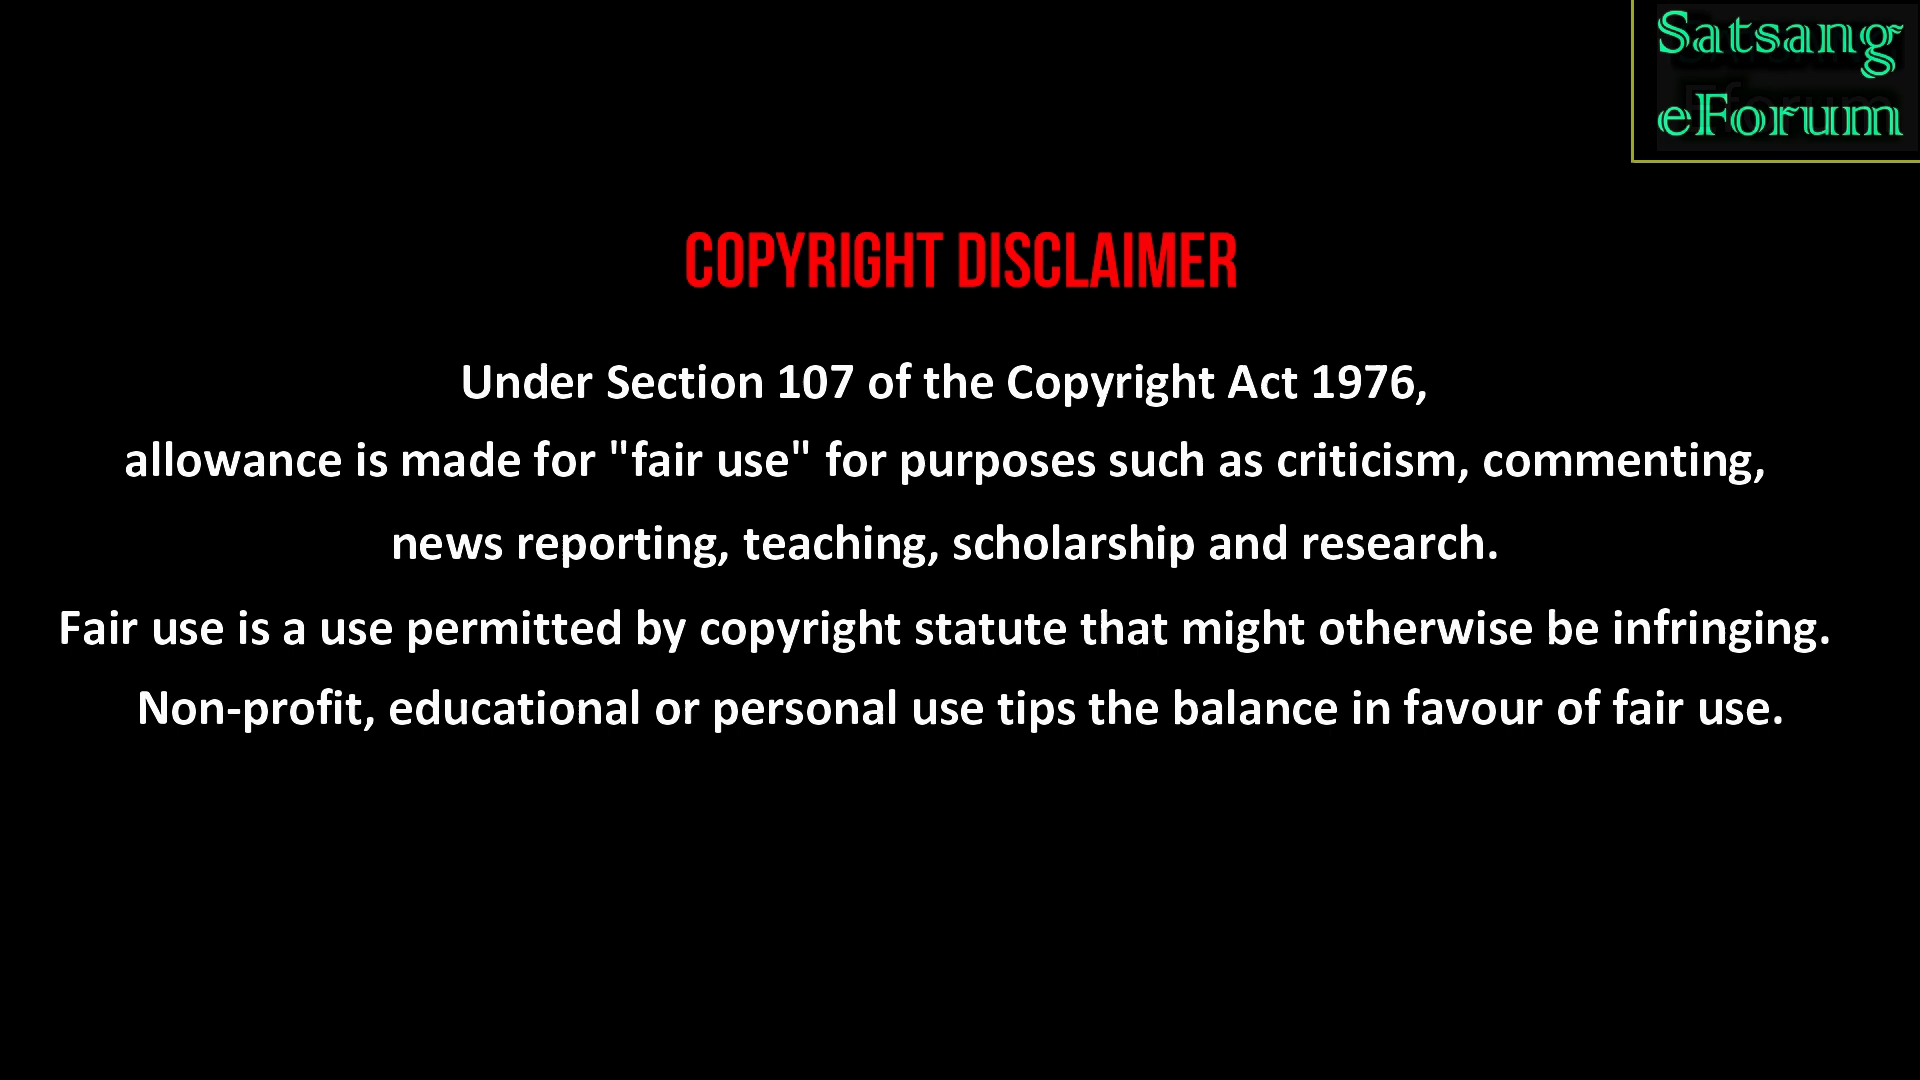 Satsang
eForum
COPYRIGHT DISCLAIMER
Under Section 107 of the Copyright Act 1976,
allowance is made for "fair use" for purposes such as criticism, commenting,
news reporting, teaching, scholarship and research.
Fair use is a use permitted by copyright statute that might otherwise be infringing.
Non-profit, educational or personal use tips the balance in favour of fair use.